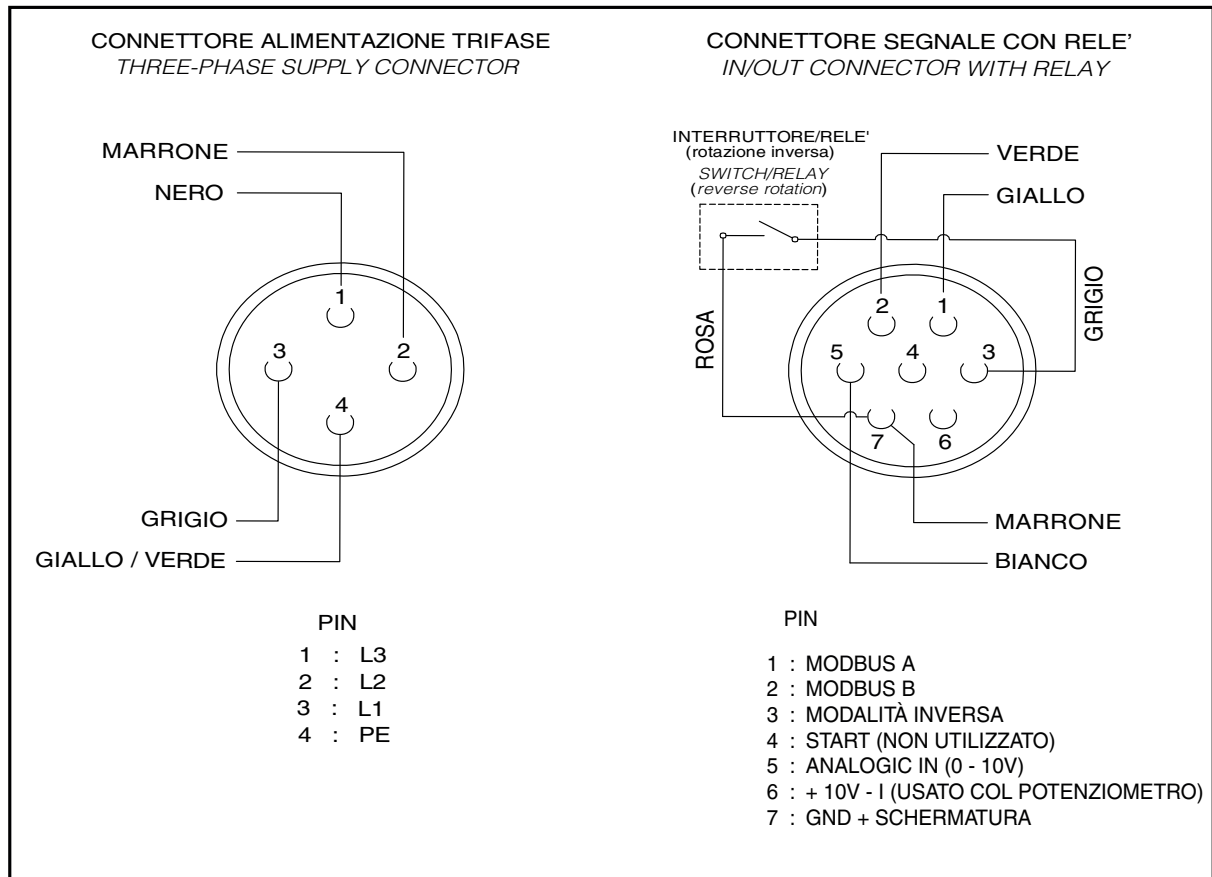 CONNETTORE ALIMENTAZIONE TRIFASE
THREE-PHASE SUPPLY CONNECTOR
MARRONE
NERO
1
3
2
4
GRIGIO
GIALLO / VERDE
PIN
1 : L3
2 : L2
3 : L1
4 : PE
CONNETTORE SEGNALE CON RELE'
IN/OUT CONNECTOR WITH RELAY
INTERRUTTORE/RELE'
(rotazione inversa)
SWITCH/RELAY
(reverse rotation)
VERDE
GIALLO
ROSA
GRIGIO
2
1
5
4
3
7
6
MARRONE
BIANCO
PIN
1 : MODBUS A
2 : MODBUS B
3 : MODALITÀ INVERSA
4 : START (NON UTILIZZATO)
5 : ANALOGIC IN (0 - 10V)
6 : + 10V - I (USATO COL POTENZIOMETRO)
7 : GND + SCHERMATURA